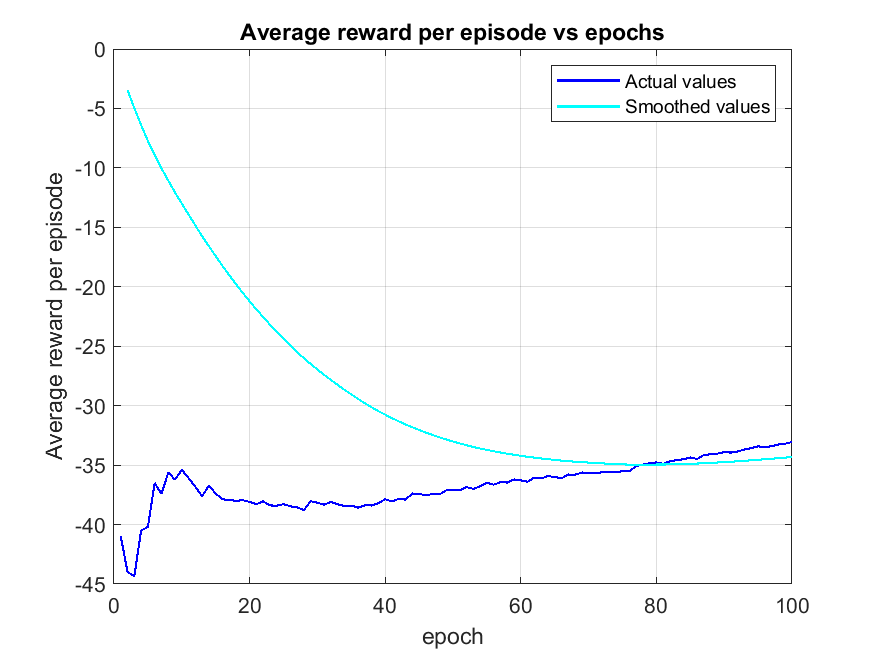 Average reward per episode vs epochs
Actual values
Smoothed values
Average reward per episode
0
-5
-10
-15
-20
-25
-30
-35
-40
-45
0 20 40 60 80 100
epoch